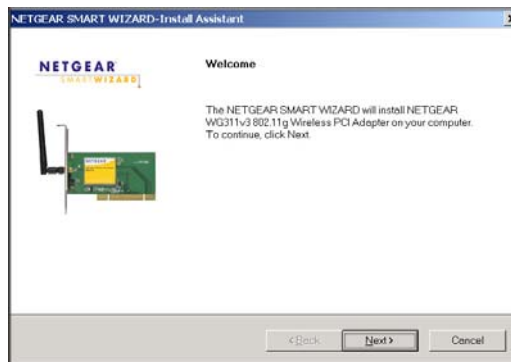 NETGEAR SMART WIZARD-Install Assistant
NETGEAR
SMARTWIZARD
Welcome
The NETGEAR SMART WIZARD will install NETGEAR
WG311v3 802.11g Wireless PCI Adapter on your computer.
To continue, click Next.
NETGEAR
<Back
Next>
Cancel